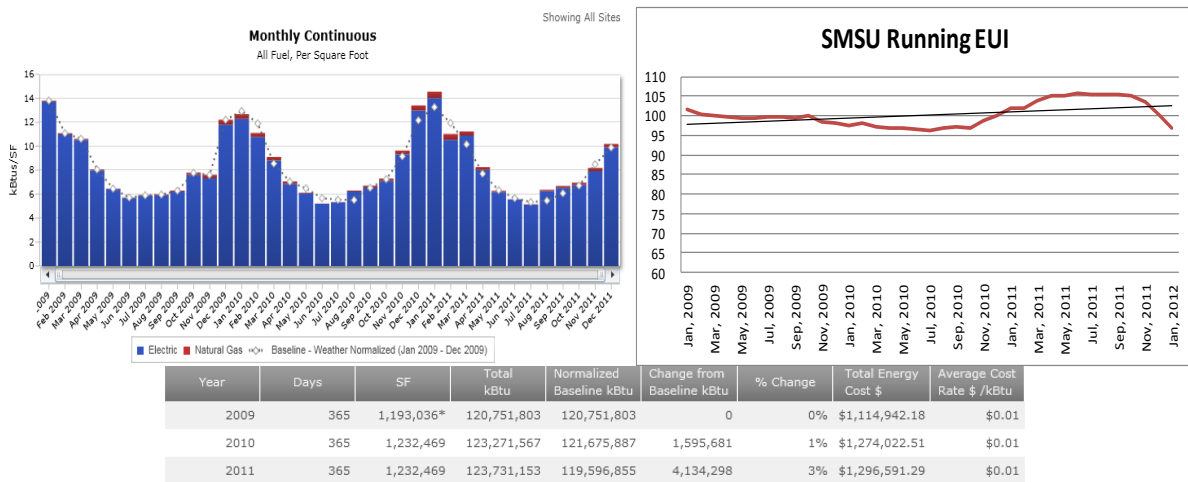 Showing All Sites
Monthly Continuous
All Fuel, Per Square Foot
kBtus/SF
16
14
12
10
8
6
4
2
0
2009
Feb 2009
Mar 2009
Apr 2009
May 2009
Jun 2009
Jul 2009
Aug 2009
Sep 2009
Oct 2009
Nov 2009
Dec 2009
Jan 2010
Feb 2010
Mar 2010
Apr 2010
May 2010
Jun 2010
Jul 2010
Aug 2010
Sep 2010
Oct 2010
Nov 2010
Dec 2010
Jan 2011
Feb 2011
Mar 2011
Apr 2011
May 2011
Jun 2011
Jul 2011
Aug 2011
Sep 2011
Oct 2011
Nov 2011
Dec 2011
Electric Natural Gas Baseline - Weather Normalized (Jan 2009 - Dec 2009)
SMSU Running EUI
110
105
100
95
90
85
80
75
70
65
60
Jan, 2009
Mar, 2009
May, 2009
Jul, 2009
Sep, 2009
Nov, 2009
Jan, 2010
Mar, 2010
May, 2010
Jul, 2010
Sep, 2010
Nov, 2010
Jan, 2011
Mar, 2011
May, 2011
Jul, 2011
Sep, 2011
Nov, 2011
Jan, 2012
Year Days SF Total kBtu Normalized Baseline kBtu Change from Baseline kBtu % Change Total Energy Cost $ Average Cost Rate $ /kBtu
2009 365 1,193,036* 120,751,803 120,751,803 0 0% $1,114,942.18 $0.01
2010 365 1,232,469 123,271,567 121,675,887 1,595,681 1% $1,274,022.51 $0.01
2011 365 1,232,469 123,731,153 119,596,855 4,134,298 3% $1,296,591.29 $0.01